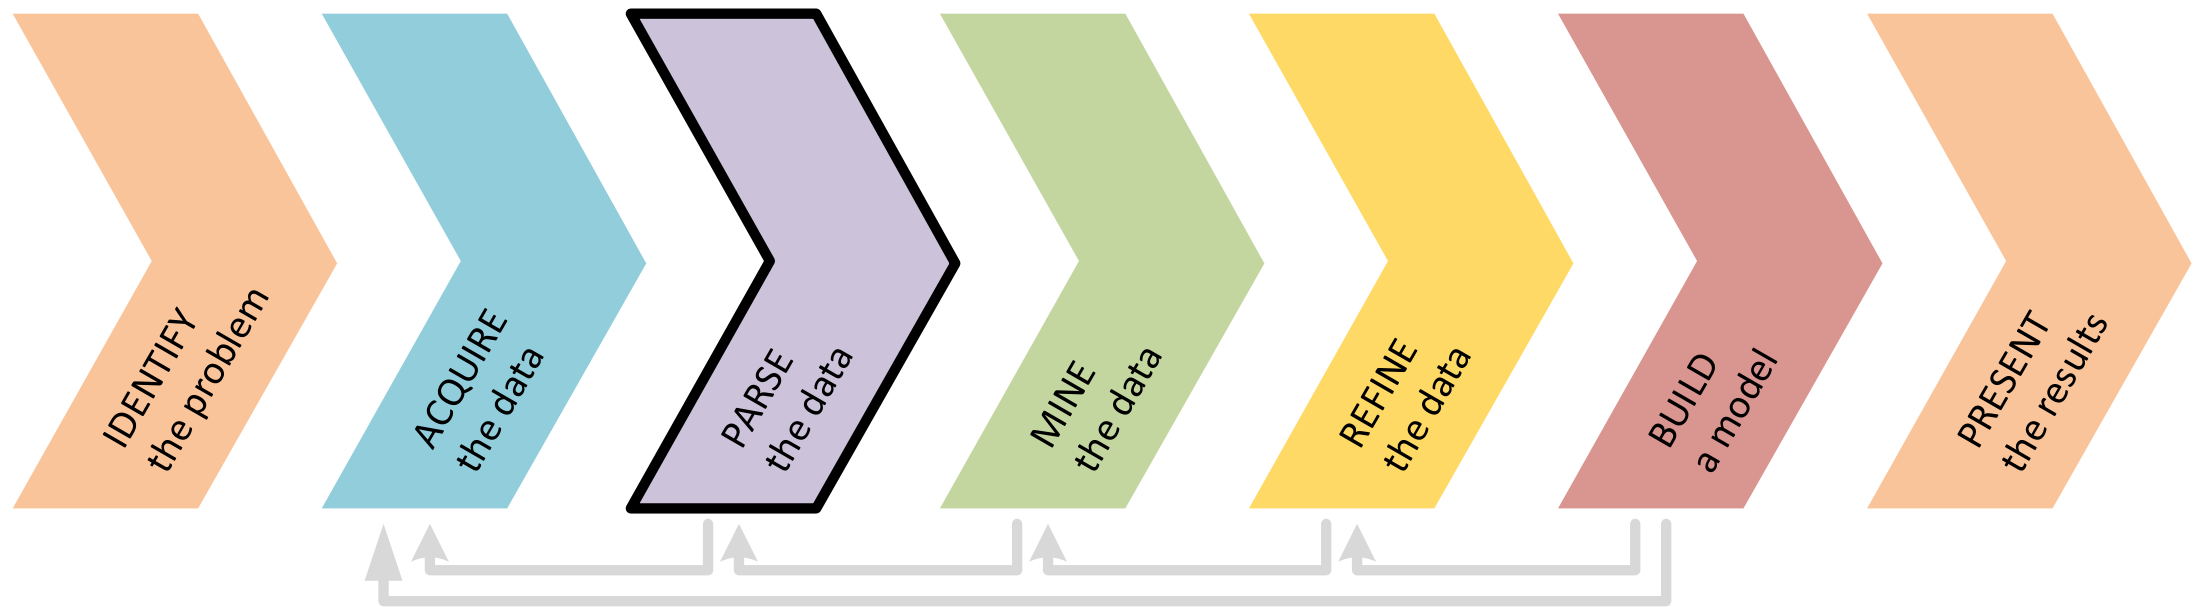 IDENTIFY
the problem
ACQUIRE
the data
PARSE
the data
MINE
the data
REFINE
the data
BUILD
a model
PRESENT
the results